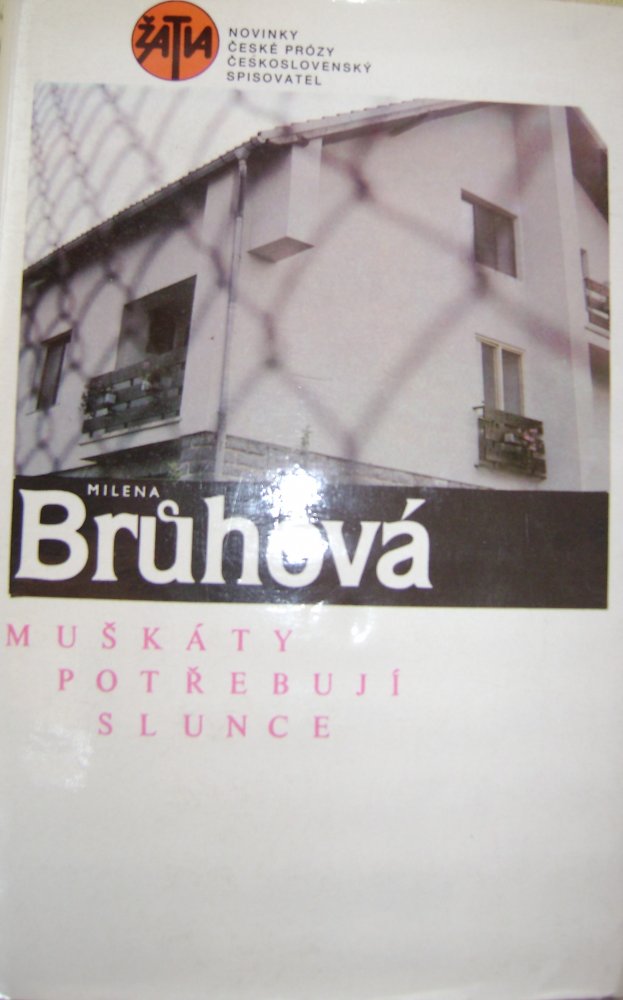 ŽATVA
NOVINKY
ČESKÉ PRÓZY
ČESKOSLOVENSKÝ
SPISOVATEL
MILENA
Brůhová
MUŠKÁTY
POTŘEBUJÍ
SLUNCE